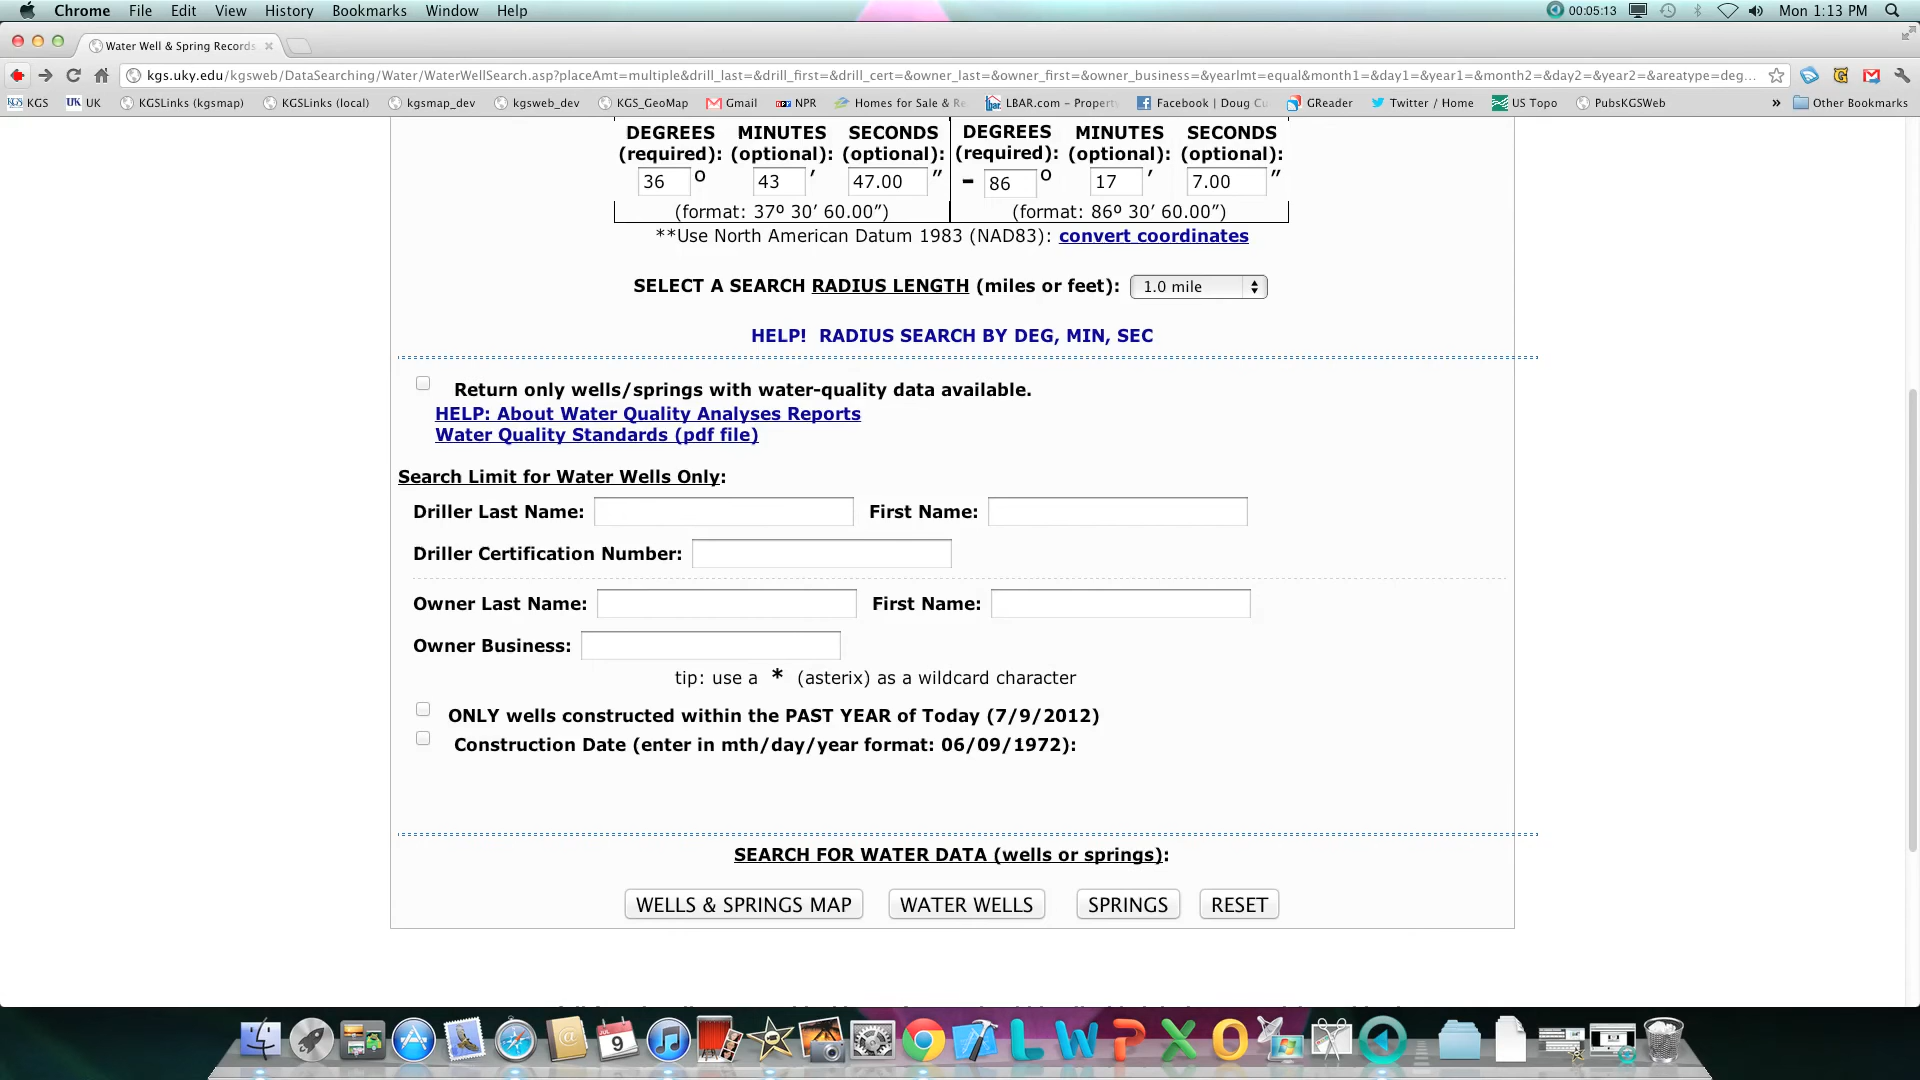 Chrome File Edit View History Bookmarks Window Help 00:05:13 Mon 1:13 PM
Water Well & Spring Records
kgs.uky.edu/kgsweb/DataSearching/Water/WaterWellSearch.asp?placeAmt=multiple&drill_last=&drill_first=&drill_cert=&owner_last=&owner_first=&owner_business=&yearlmt=equal&month1=&day1=&year1=&month2=&day2=&year2=&areatype=deg...
KGS UK KGSLinks (kgsmap) KGSLinks (local) kgsmap_dev kgsweb_dev KGS_GeoMap Gmail NPR Homes for Sale & Re LBAR.com – Propert Facebook | Doug Cu GReader Twitter / Home US Topo PubsKGSWeb » Other Bookmarks
DEGREES MINUTES SECONDS DEGREES MINUTES SECONDS
(required): (optional): (optional): (required): (optional): (optional):
36 o 43 ′ 47.00 ″ – 86 o 17 ′ 7.00 ″
(format: 37º 30′ 60.00″) (format: 86º 30′ 60.00″)
**Use North American Datum 1983 (NAD83): convert coordinates
SELECT A SEARCH RADIUS LENGTH (miles or feet): 1.0 mile
HELP! RADIUS SEARCH BY DEG, MIN, SEC
Return only wells/springs with water-quality data available.
HELP: About Water Quality Analyses Reports
Water Quality Standards (pdf file)
Search Limit for Water Wells Only:
Driller Last Name: First Name:
Driller Certification Number:
Owner Last Name: First Name:
Owner Business:
tip: use a * (asterix) as a wildcard character
ONLY wells constructed within the PAST YEAR of Today (7/9/2012)
Construction Date (enter in mth/day/year format: 06/09/1972):
SEARCH FOR WATER DATA (wells or springs):
WELLS & SPRINGS MAP WATER WELLS SPRINGS RESET
JUL
9